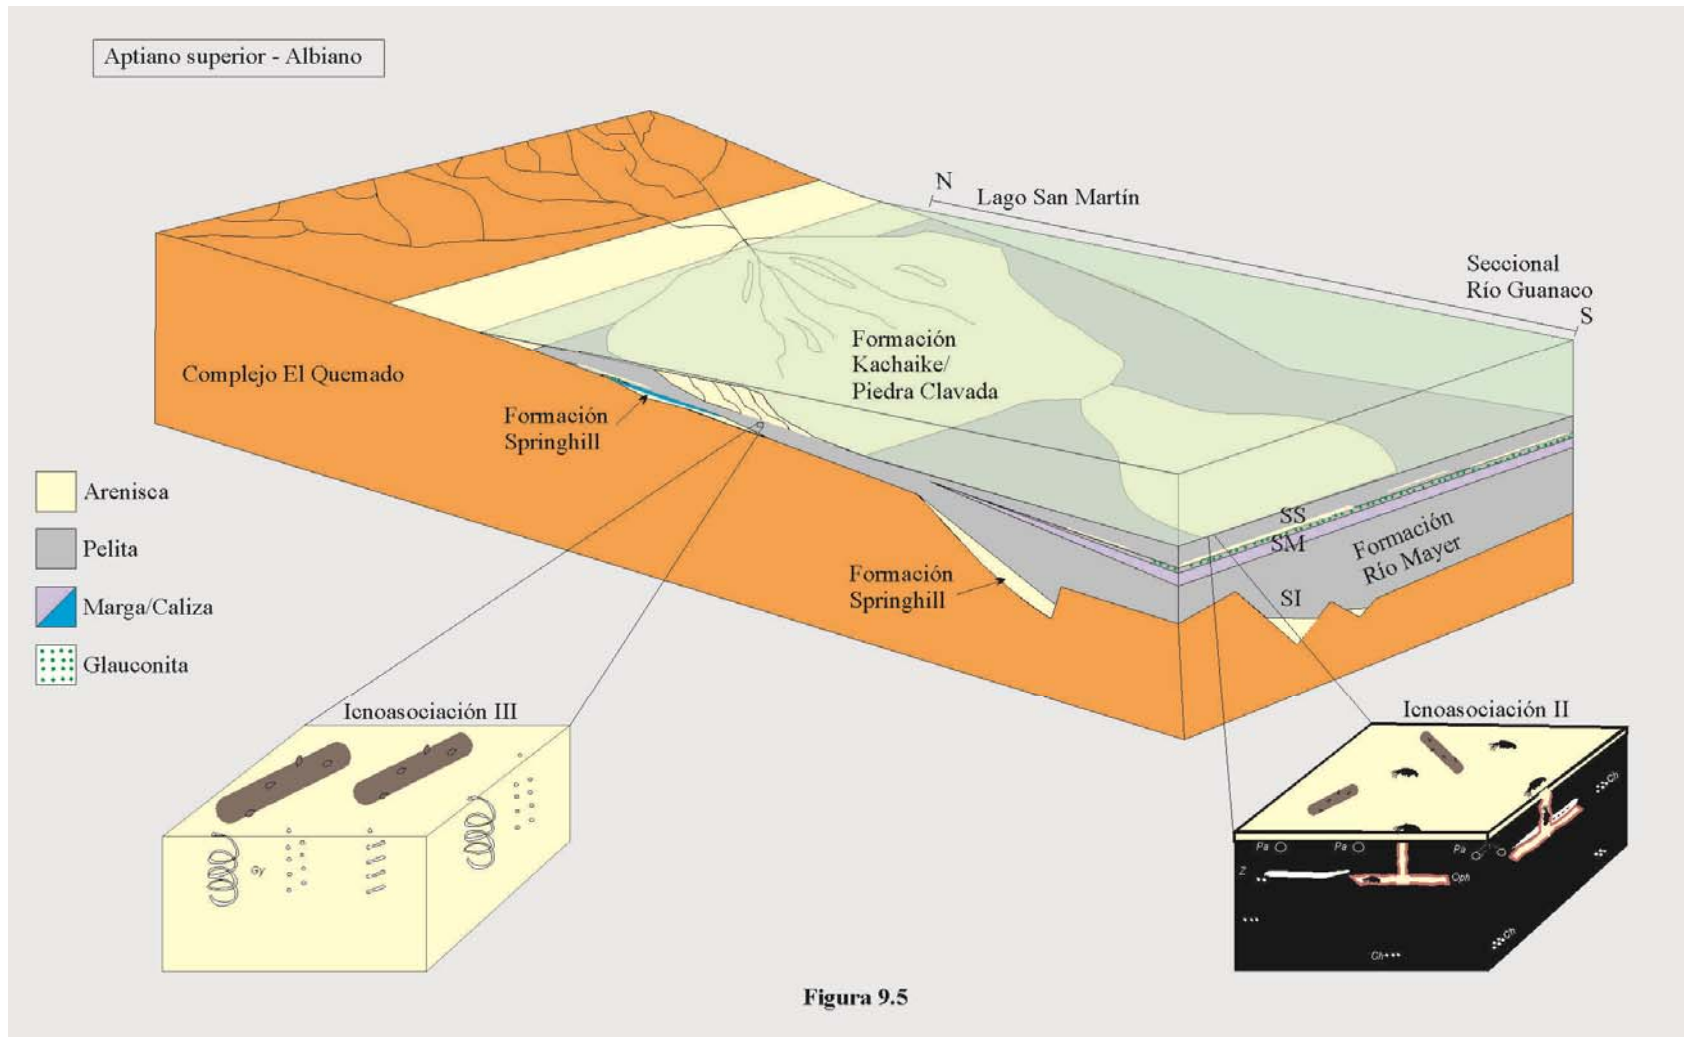 Aptiano superior - Albiano
N
Lago San Martín
Seccional
Río Guanaco
S
Formación
Kachaike/
Piedra Clavada
Complejo El Quemado
Formación
Springhill
Arenisca
Pelita
Marga/Caliza
Glauconita
SS
SM
Formación
Río Mayer
SI
Formación
Springhill
Icnoasociación III
Gy
Icnoasociación II
Ch
Pa
Pa
Pa
Z
Oph
Ch
Ch
Figura 9.5